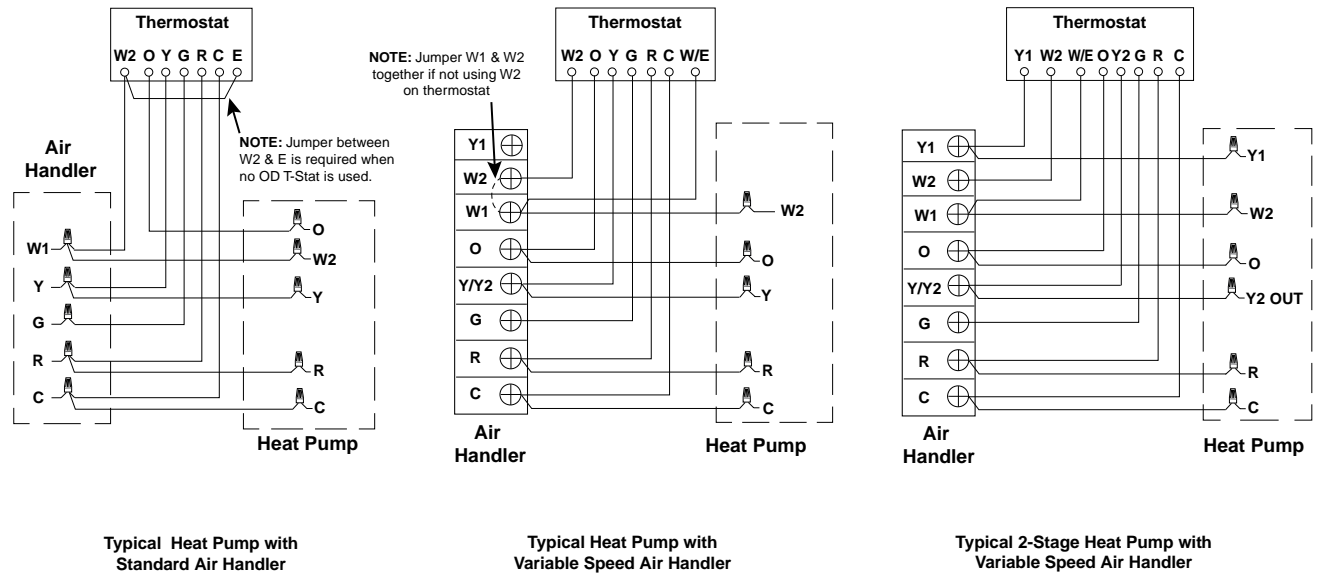 Thermostat
W2 O Y G R C E
NOTE: Jumper between
W2 & E is required when
no OD T-Stat is used.
Air
Handler
W1
Y
G
R
C
O
W2
Y
R
C
Heat Pump
Typical Heat Pump with
Standard Air Handler
NOTE: Jumper W1 & W2
together if not using W2
on thermostat
Thermostat
W2 O Y G R C W/E
Y1
W2
W1
O
Y/Y2
G
R
C
Air
Handler
W2
O
Y
R
C
Heat Pump
Typical Heat Pump with
Variable Speed Air Handler
Thermostat
Y1 W2 W/E O Y2 G R C
Y1
W2
W1
O
Y/Y2
G
R
C
Air
Handler
Y1
W2
O
Y2 OUT
R
C
Heat Pump
Typical 2-Stage Heat Pump with
Variable Speed Air Handler